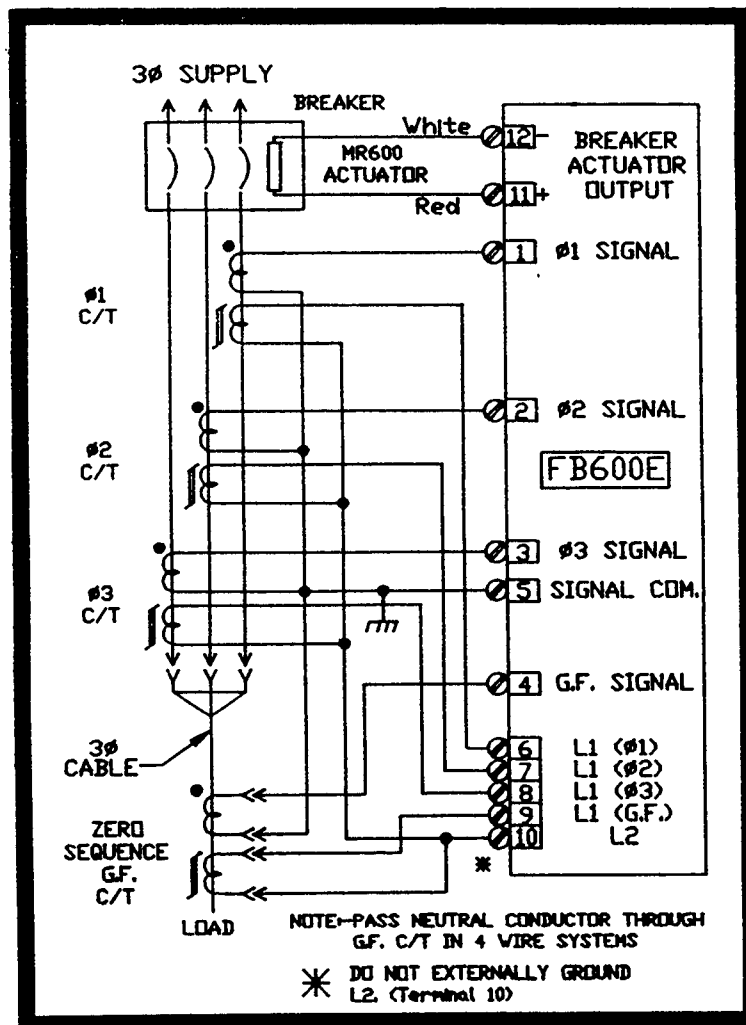 3ø SUPPLY
BREAKER
White
12-
BREAKER
ACTUATOR
OUTPUT
MR600
ACTUATOR
Red
11+
1 ø1 SIGNAL
ø1
C/T
2 ø2 SIGNAL
ø2
C/T
FB600E
3 ø3 SIGNAL
5 SIGNAL COM.
ø3
C/T
4 G.F. SIGNAL
3ø
CABLE
6 L1 (ø1)
7 L1 (ø2)
8 L1 (ø3)
9 L1 (G.F.)
10 L2
ZERO
SEQUENCE
G.F.
C/T
LOAD
NOTE:-PASS NEUTRAL CONDUCTOR THROUGH
G.F. C/T IN 4 WIRE SYSTEMS
DO NOT EXTERNALLY GROUND
L2. (Terminal 10)